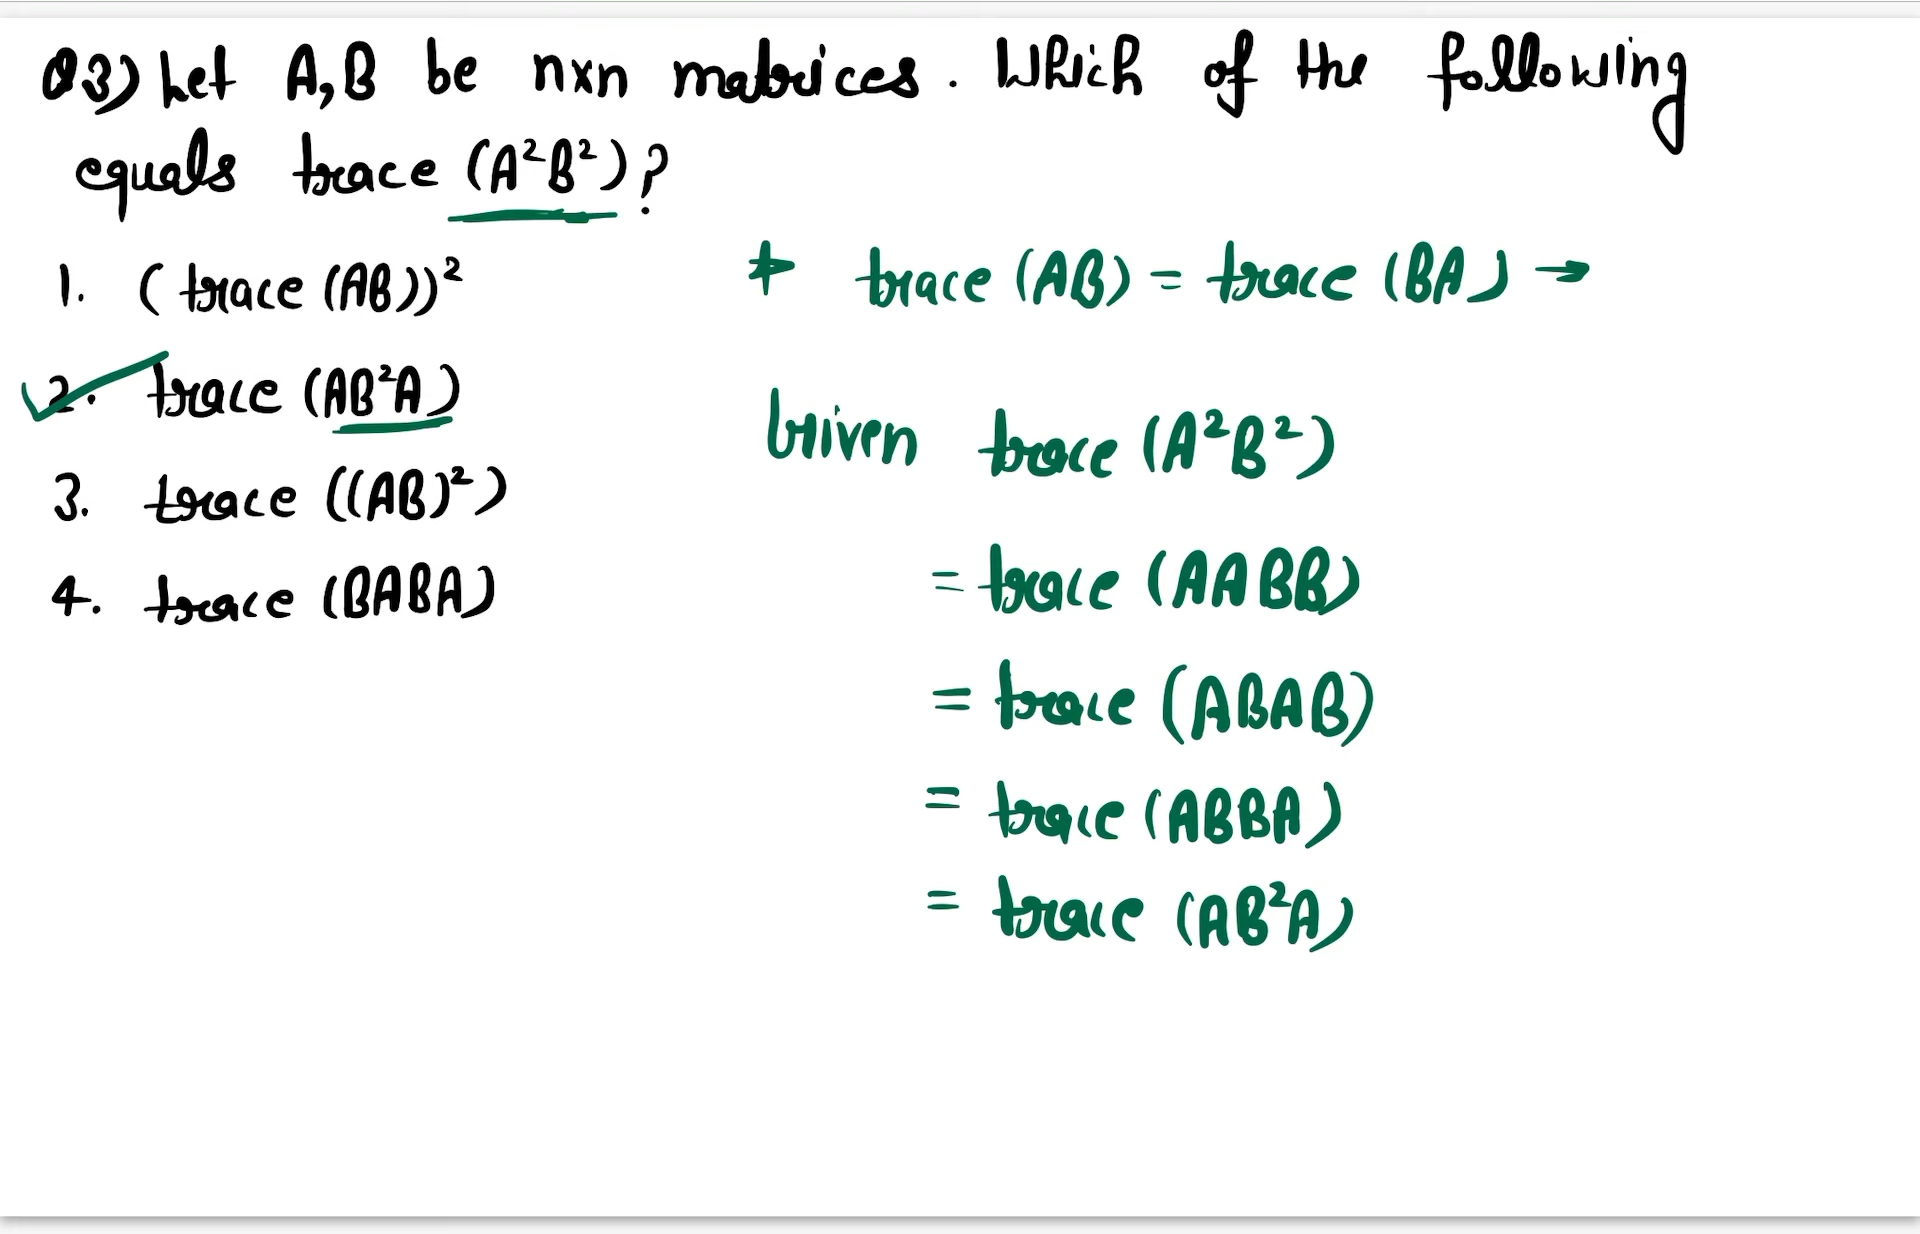 Q3) Let A,B be nxn matrices. Which of the following
equals trace (A²B²)?
1. (trace (AB))²
2. trace (AB²A)
3. trace ((AB)²)
4. trace (BABA)
* trace (AB) = trace (BA) →
Given trace (A²B²)
= trace (AABB)
= trace (ABAB)
= trace (ABBA)
= trace (AB²A)